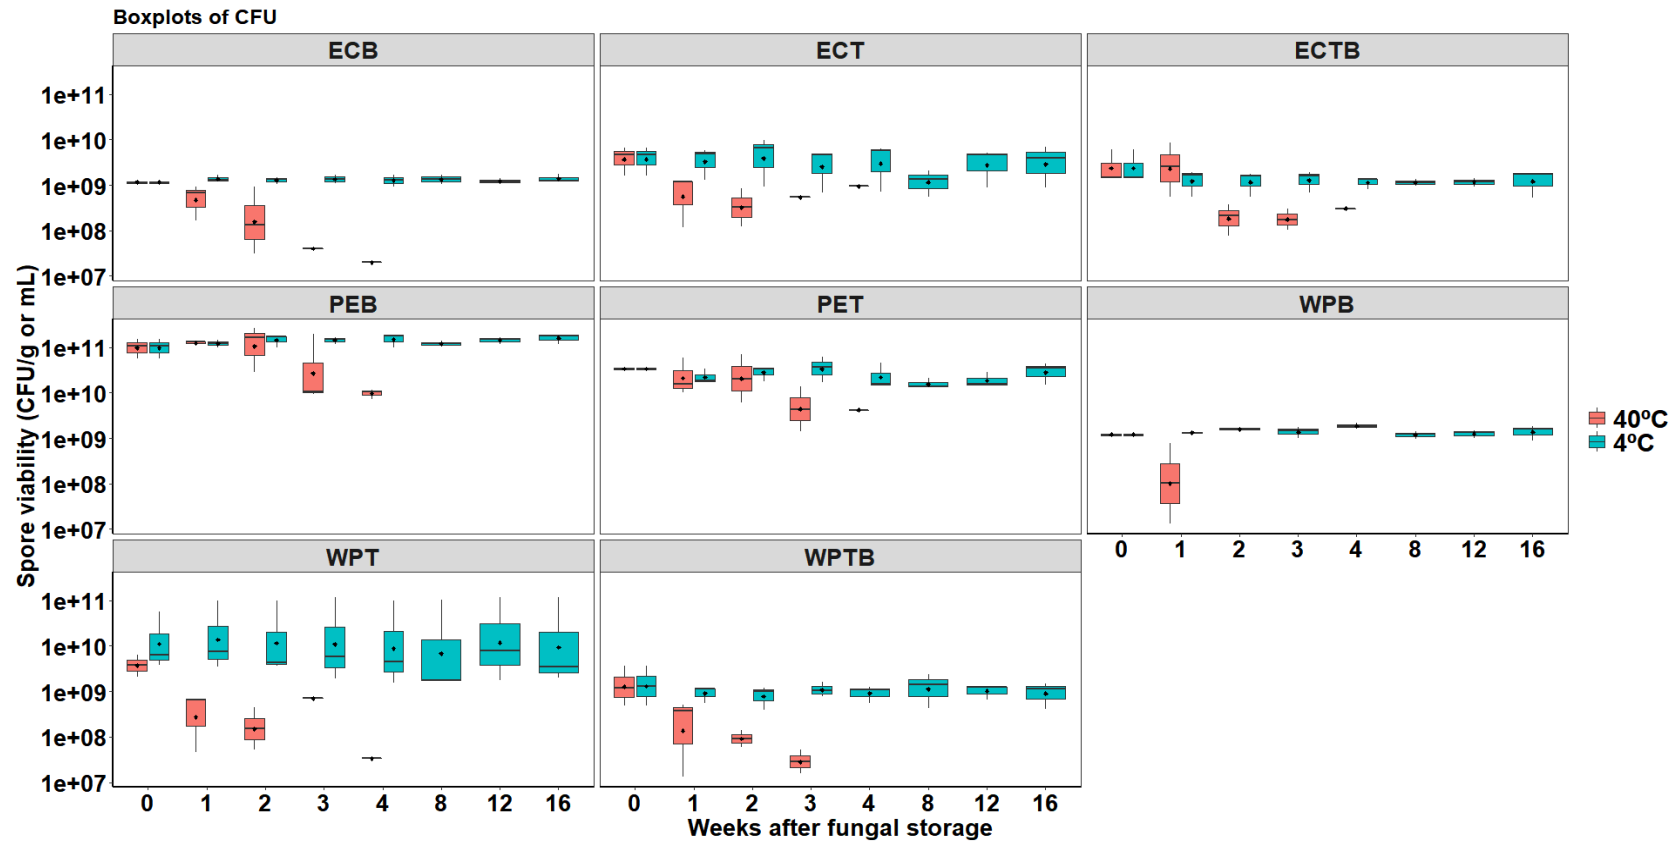 Boxplots of CFU
ECB
ECT
ECTB
1e+11
1e+10
1e+09
1e+08
1e+07
PEB
PET
WPB
1e+11
1e+10
1e+09
1e+08
1e+07
0 1 2 3 4 8 12 16
WPT
WPTB
1e+11
1e+10
1e+09
1e+08
1e+07
0 1 2 3 4 8 12 16
0 1 2 3 4 8 12 16
Spore viability (CFU/g or mL)
Weeks after fungal storage
40ºC
4ºC